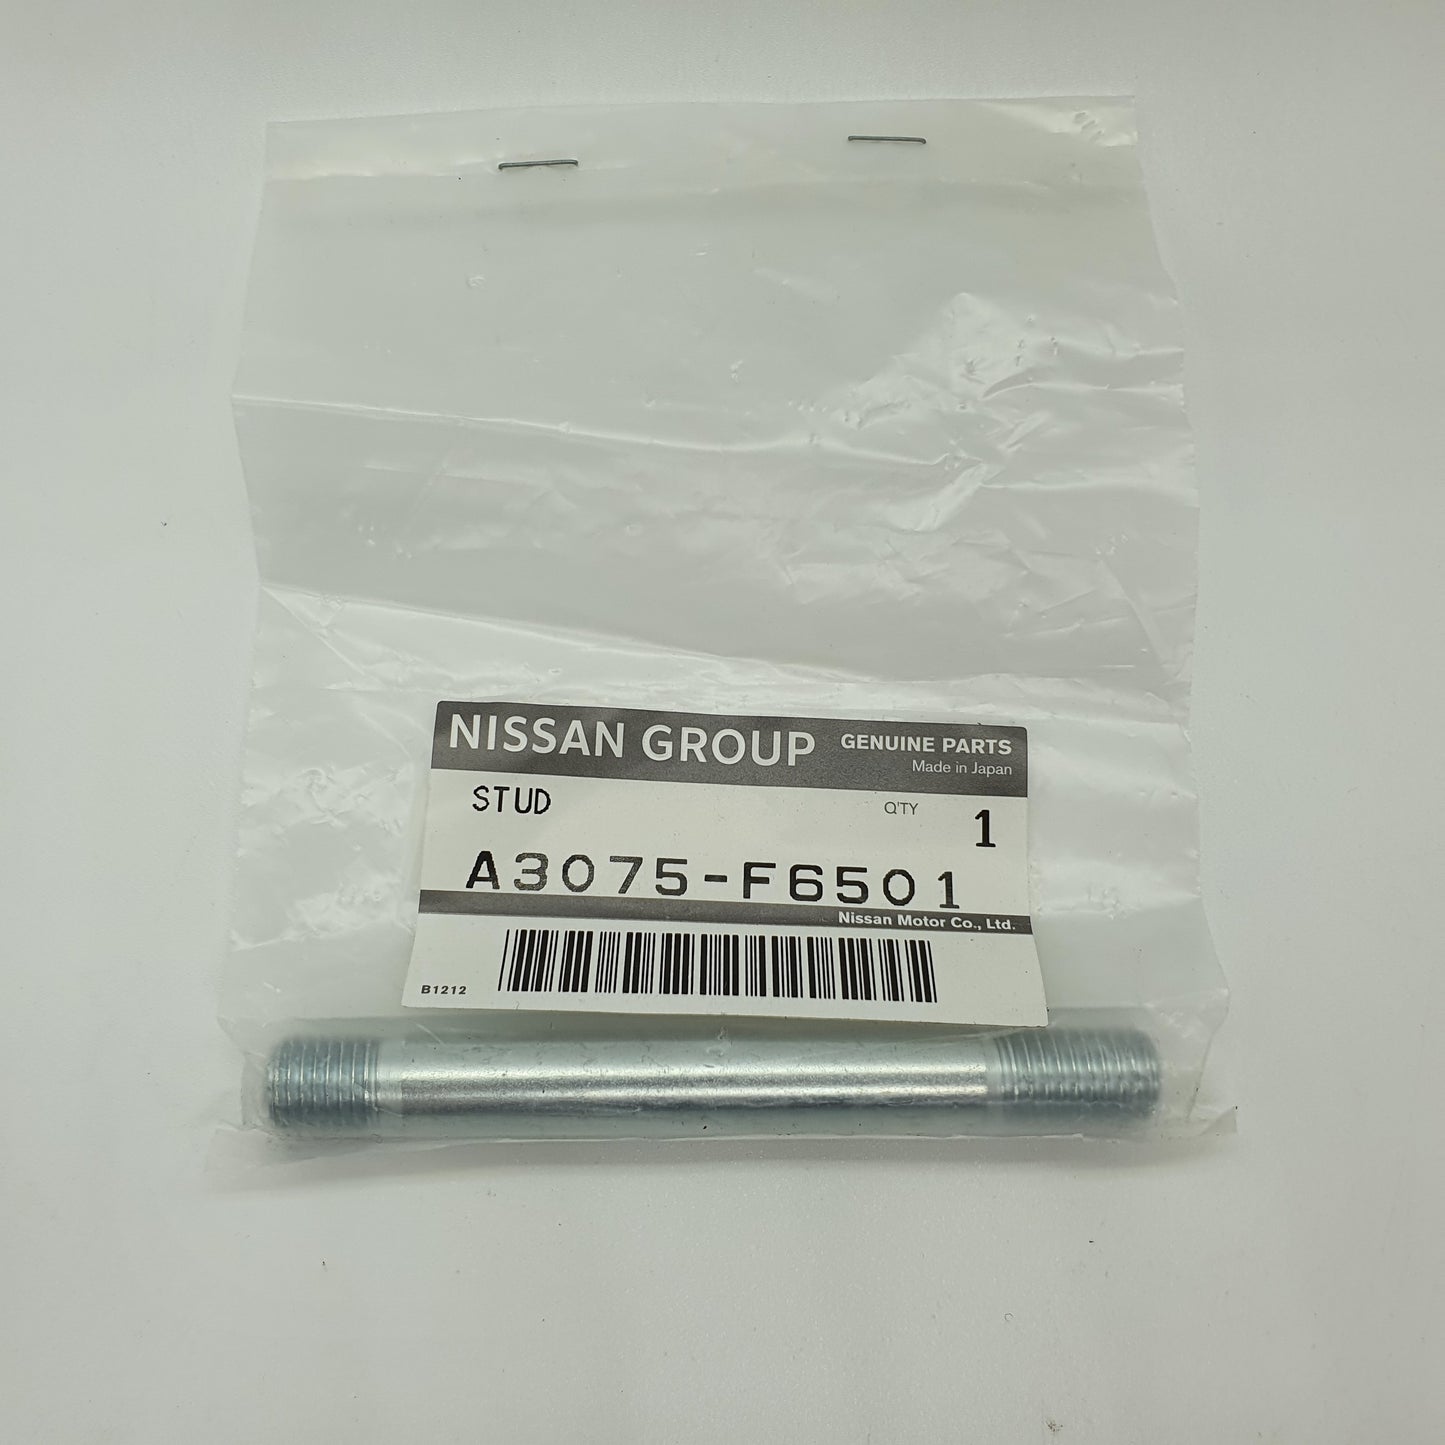 NISSAN GROUP GENUINE PARTS
Made in Japan
STUD Q'TY 1
A3075-F6501
Nissan Motor Co., Ltd.
B1212